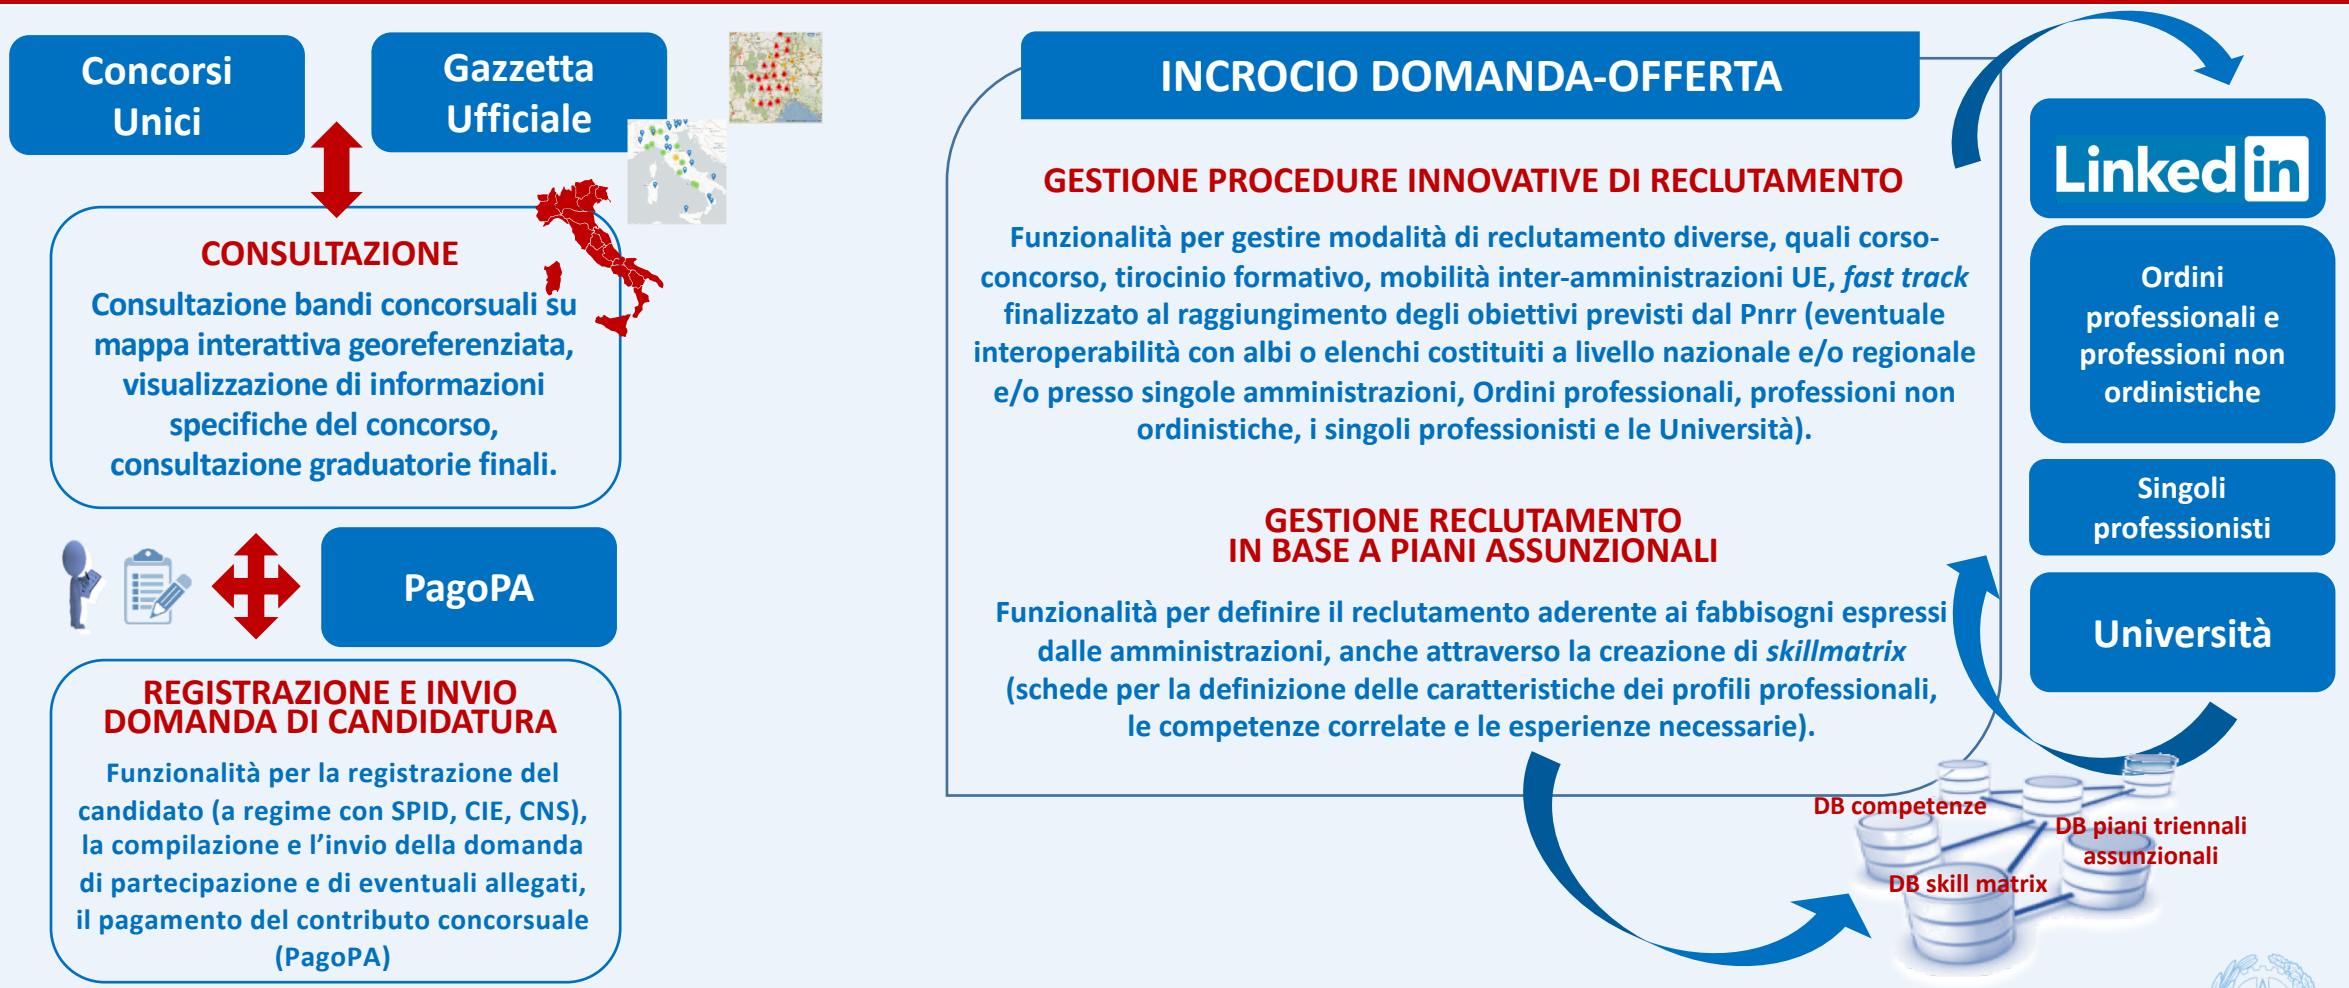 Concorsi
Unici
Gazzetta
Ufficiale
CONSULTAZIONE
Consultazione bandi concorsuali su
mappa interattiva georeferenziata,
visualizzazione di informazioni
specifiche del concorso,
consultazione graduatorie finali.
PagoPA
REGISTRAZIONE E INVIO
DOMANDA DI CANDIDATURA
Funzionalità per la registrazione del
candidato (a regime con SPID, CIE, CNS),
la compilazione e l’invio della domanda
di partecipazione e di eventuali allegati,
il pagamento del contributo concorsuale
(PagoPA)
INCROCIO DOMANDA-OFFERTA
GESTIONE PROCEDURE INNOVATIVE DI RECLUTAMENTO
Funzionalità per gestire modalità di reclutamento diverse, quali corso-
concorso, tirocinio formativo, mobilità inter-amministrazioni UE, fast track
finalizzato al raggiungimento degli obiettivi previsti dal Pnrr (eventuale
interoperabilità con albi o elenchi costituiti a livello nazionale e/o regionale
e/o presso singole amministrazioni, Ordini professionali, professioni non
ordinistiche, i singoli professionisti e le Università).
GESTIONE RECLUTAMENTO
IN BASE A PIANI ASSUNZIONALI
Funzionalità per definire il reclutamento aderente ai fabbisogni espressi
dalle amministrazioni, anche attraverso la creazione di skillmatrix
(schede per la definizione delle caratteristiche dei profili professionali,
le competenze correlate e le esperienze necessarie).
Linked in
Ordini
professionali e
professioni non
ordinistiche
Singoli
professionisti
Università
DB competenze
DB piani triennali
assunzionali
DB skill matrix